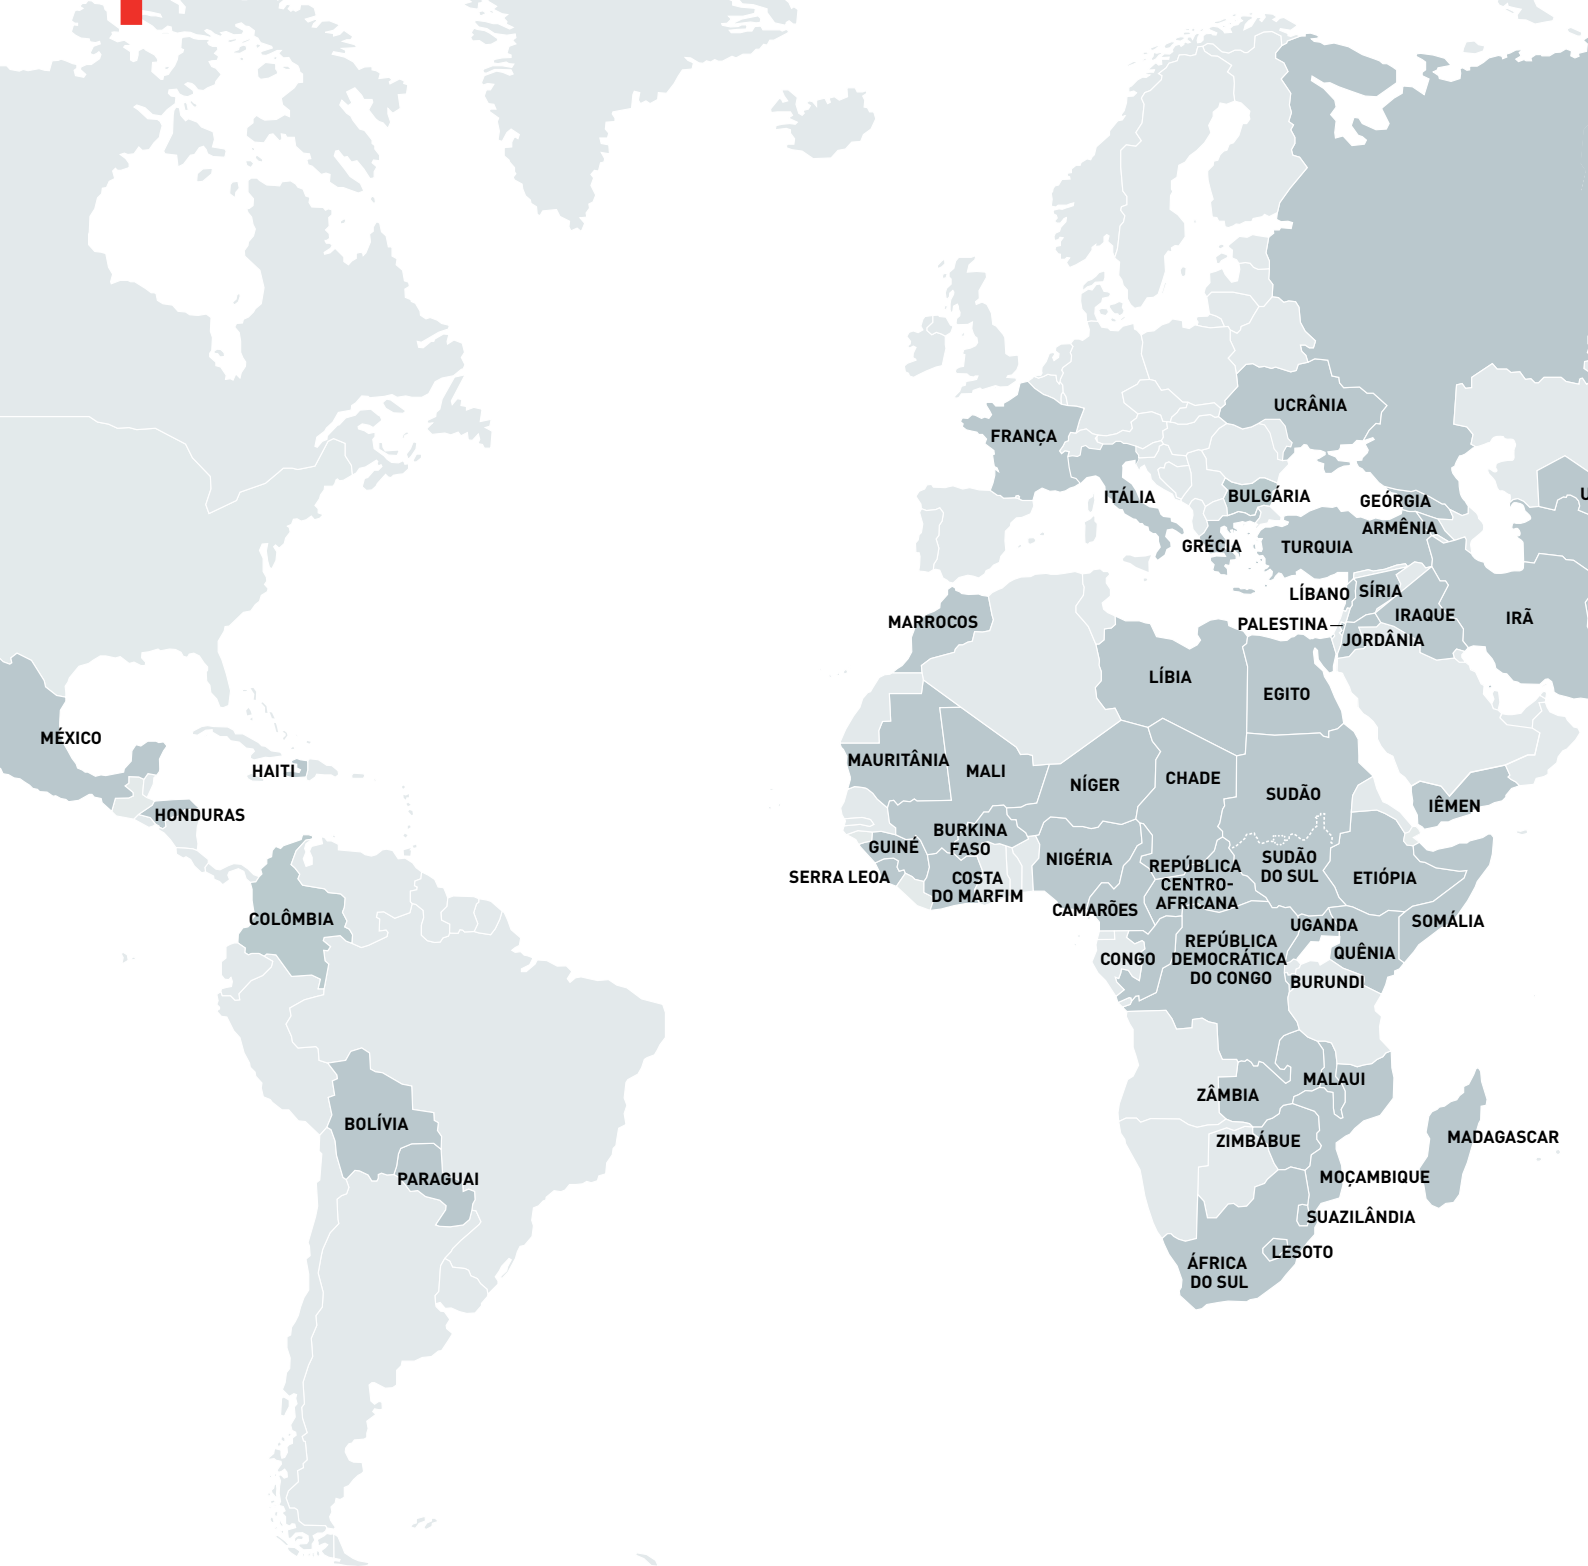 UCRÂNIA
FRANÇA
ITÁLIA
BULGÁRIA
GEÓRGIA
U
ARMÊNIA
GRÉCIA
TURQUIA
LÍBANO
SÍRIA
IRAQUE
IRÃ
MARROCOS
PALESTINA
JORDÂNIA
LÍBIA
EGITO
MÉXICO
HAITI
MAURITÂNIA
MALI
NÍGER
CHADE
SUDÃO
IÊMEN
HONDURAS
BURKINA
FASO
GUINÉ
NIGÉRIA
REPÚBLICA
CENTRO-
AFRICANA
SUDÃO
DO SUL
ETIÓPIA
SERRA LEOA
COSTA
DO MARFIM
CAMARÕES
COLÔMBIA
UGANDA
SOMÁLIA
CONGO
REPÚBLICA
DEMOCRÁTICA
DO CONGO
QUÊNIA
BURUNDI
MALAUI
ZÂMBIA
BOLÍVIA
ZIMBÁBUE
MADAGASCAR
PARAGUAI
MOÇAMBIQUE
SUAZILÂNDIA
LESOTO
ÁFRICA
DO SUL